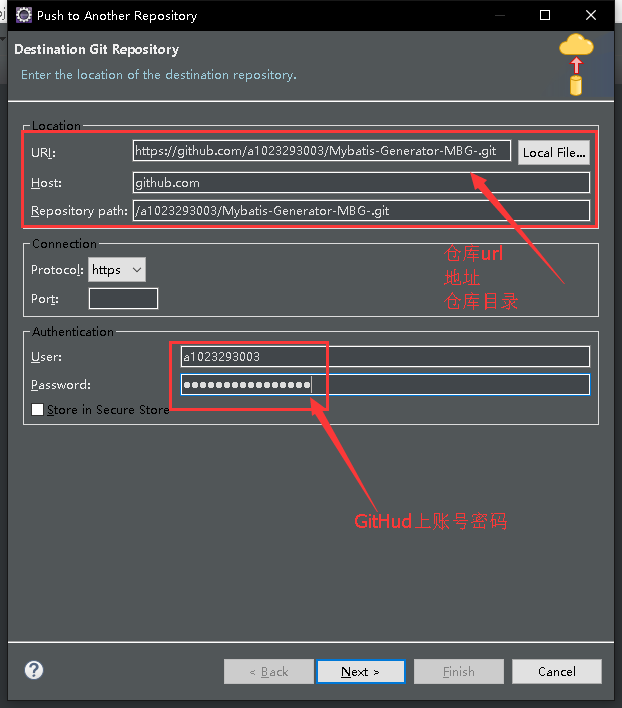 Push to Another Repository
Destination Git Repository
Enter the location of the destination repository.
Location
URI:
https://github.com/a1023293003/Mybatis-Generator-MBG-.git
Local File...
Host:
github.com
Repository path:
/a1023293003/Mybatis-Generator-MBG-.git
仓库url
地址
仓库目录
Connection
Protocol:
https
Port:
Authentication
User:
a1023293003
Password:
●●●●●●●●●●●●●●●●
Store in Secure Store
GitHud上账号密码
?
< Back
Next >
Finish
Cancel